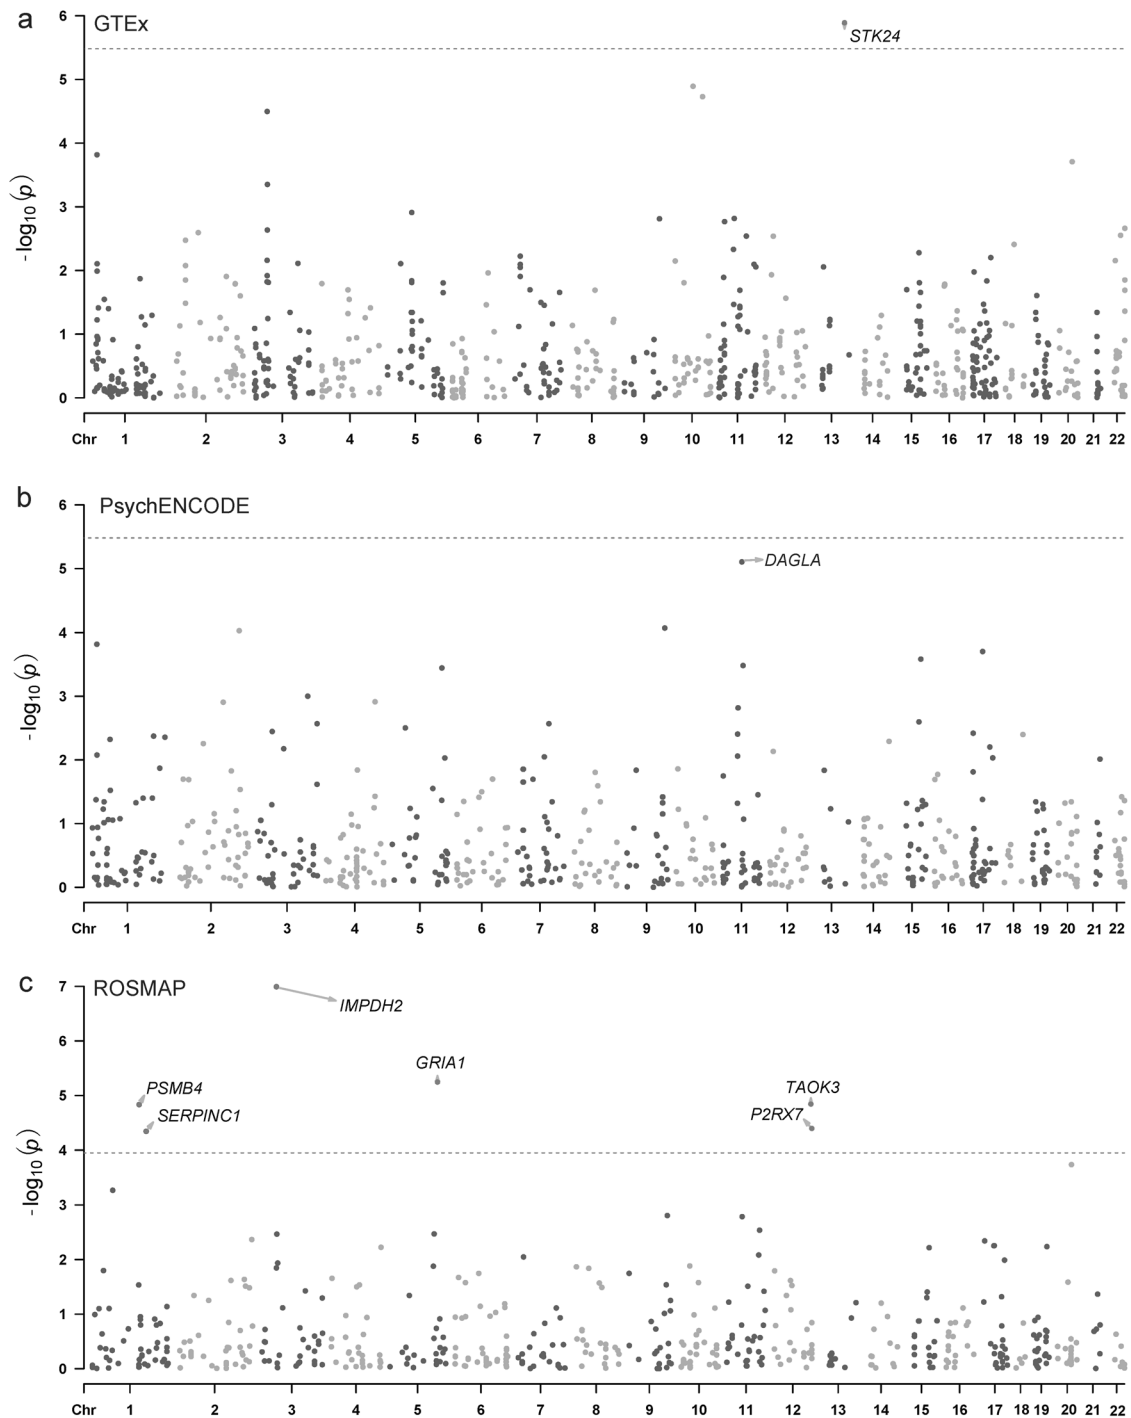 a GTEx
6
STK24
5
4
3
2
1
0
-log10(p)
Chr 1 2 3 4 5 6 7 8 9 10 11 12 13 14 15 16 17 18 19 20 21 22
b PsychENCODE
6
5
DAGLA
4
3
2
1
0
-log10(p)
Chr 1 2 3 4 5 6 7 8 9 10 11 12 13 14 15 16 17 18 19 20 21 22
c ROSMAP
7
IMPDH2
6
GRIA1
5
PSMB4
TAOK3
SERPINC1
P2RX7
4
3
2
1
0
-log10(p)
Chr 1 2 3 4 5 6 7 8 9 10 11 12 13 14 15 16 17 18 19 20 21 22